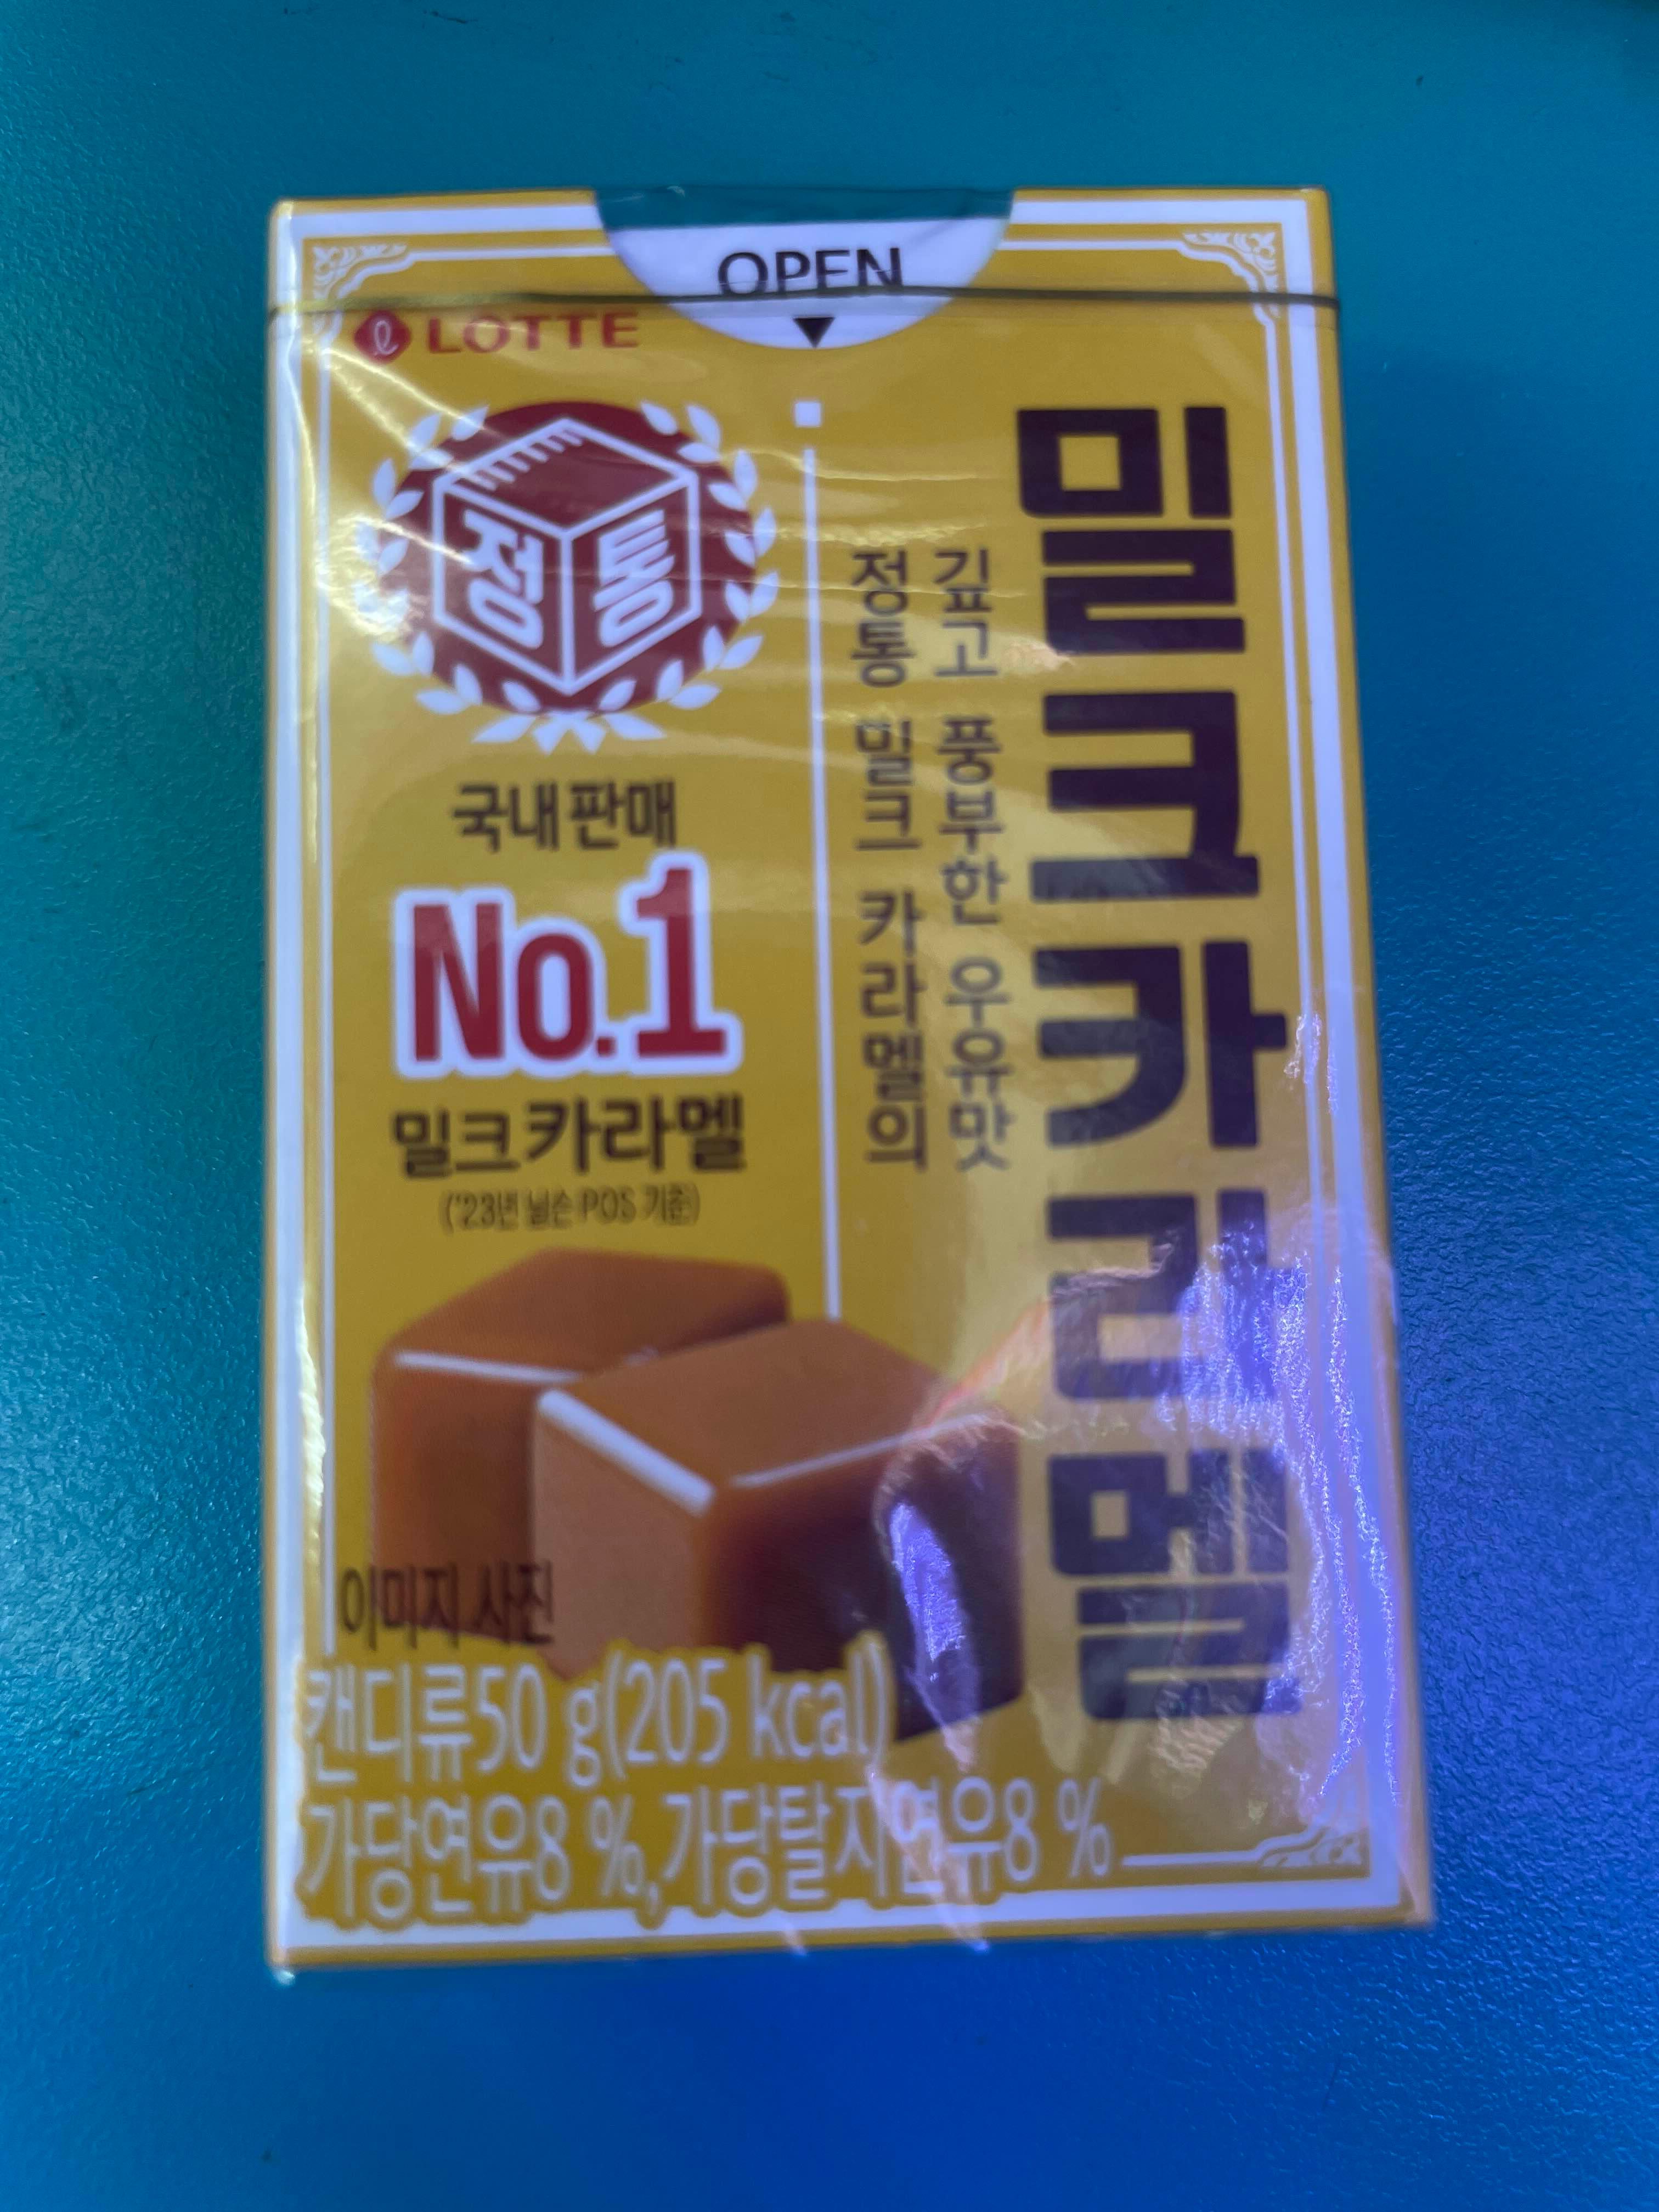 OPEN
LOTTE
정통
국내판매
No.1
밀크카라멜
('23년 닐슨 POS 기준)
정통 밀크 카라멜의
깊고 풍부한 우유맛
밀크카라멜
이미지 사진
캔디류50 g(205 kcal)
가당연유8 %,가당탈지연유8 %